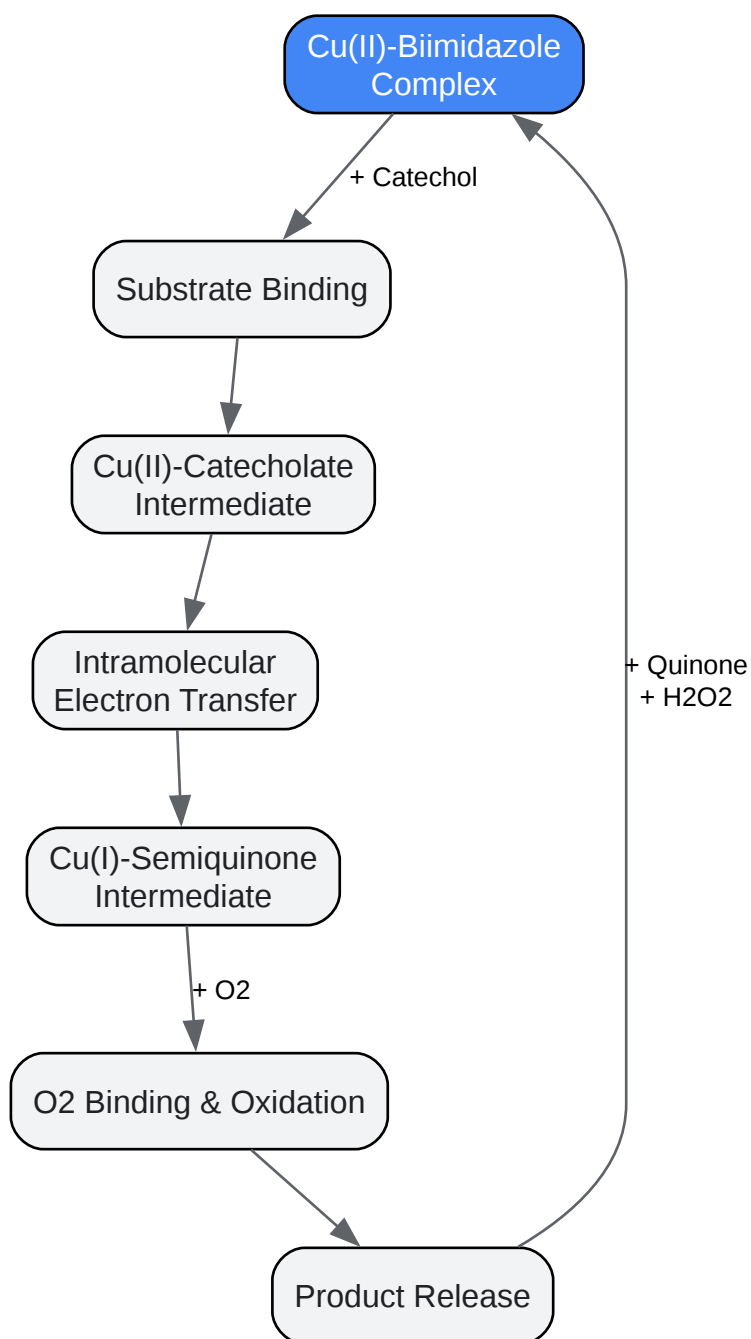 Cu(II)-Biimidazole
Complex
+ Catechol
Substrate Binding
Cu(II)-Catecholate
Intermediate
Intramolecular
Electron Transfer
+ Quinone
+ H2O2
Cu(I)-Semiquinone
Intermediate
+ O2
O2 Binding & Oxidation
Product Release